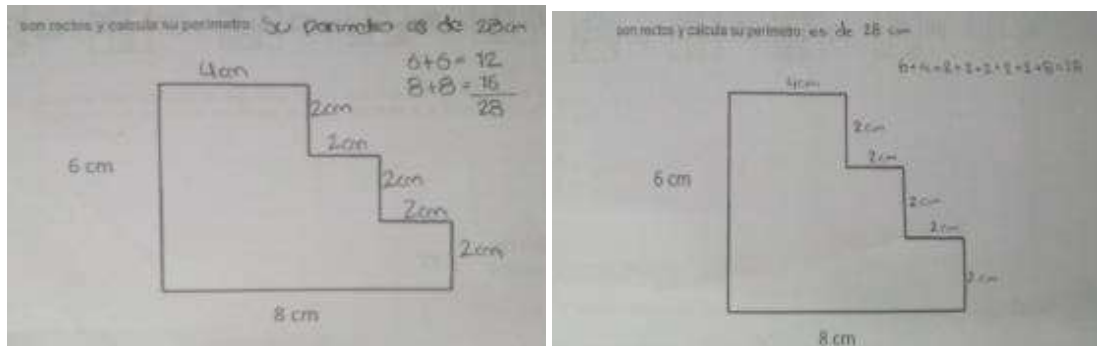 son rectos y calcula su perímetro: Su perímetro es de 28cm
6+6= 12
8+8= 16
28
4cm
2cm
2cm
6 cm
2cm
2cm
2cm
8 cm
son rectos y calcula su perímetro: es de 28 cm
4cm
2cm
2cm
6 cm
2cm
2cm
2cm
8 cm